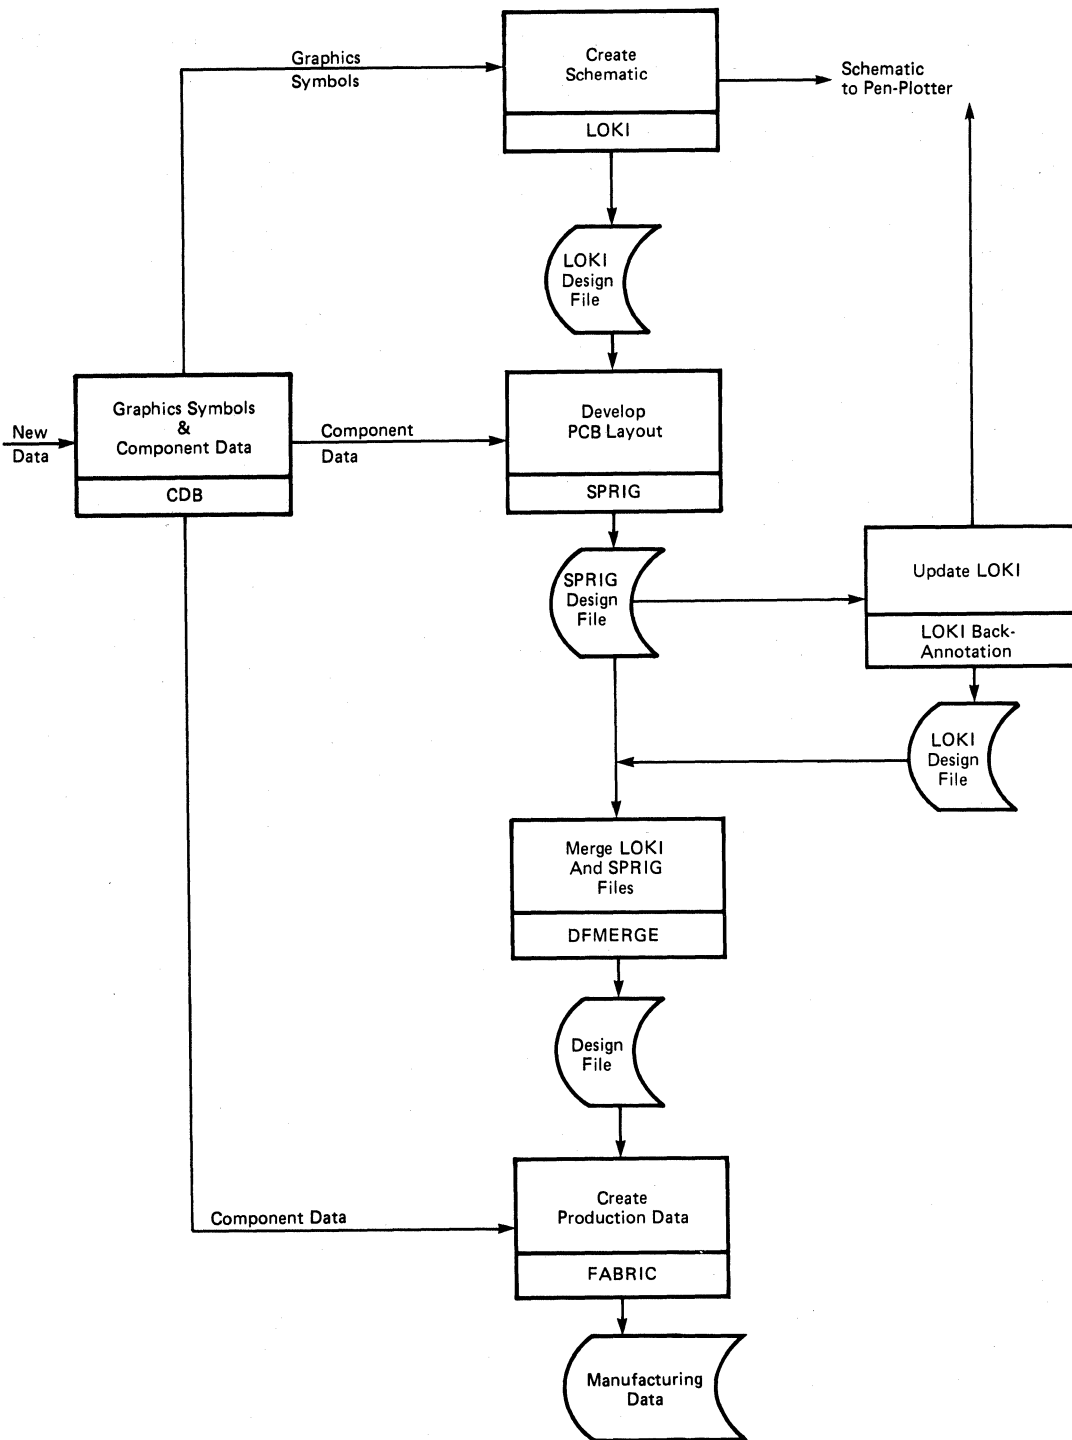 Graphics
Symbols
Create
Schematic
LOKI
Schematic
to Pen-Plotter
LOKI
Design
File
New
Data
Graphics Symbols
&
Component Data
CDB
Component
Data
Develop
PCB Layout
SPRIG
SPRIG
Design
File
Update LOKI
LOKI Back-
Annotation
LOKI
Design
File
Merge LOKI
And SPRIG
Files
DFMERGE
Design
File
Component Data
Create
Production Data
FABRIC
Manufacturing
Data